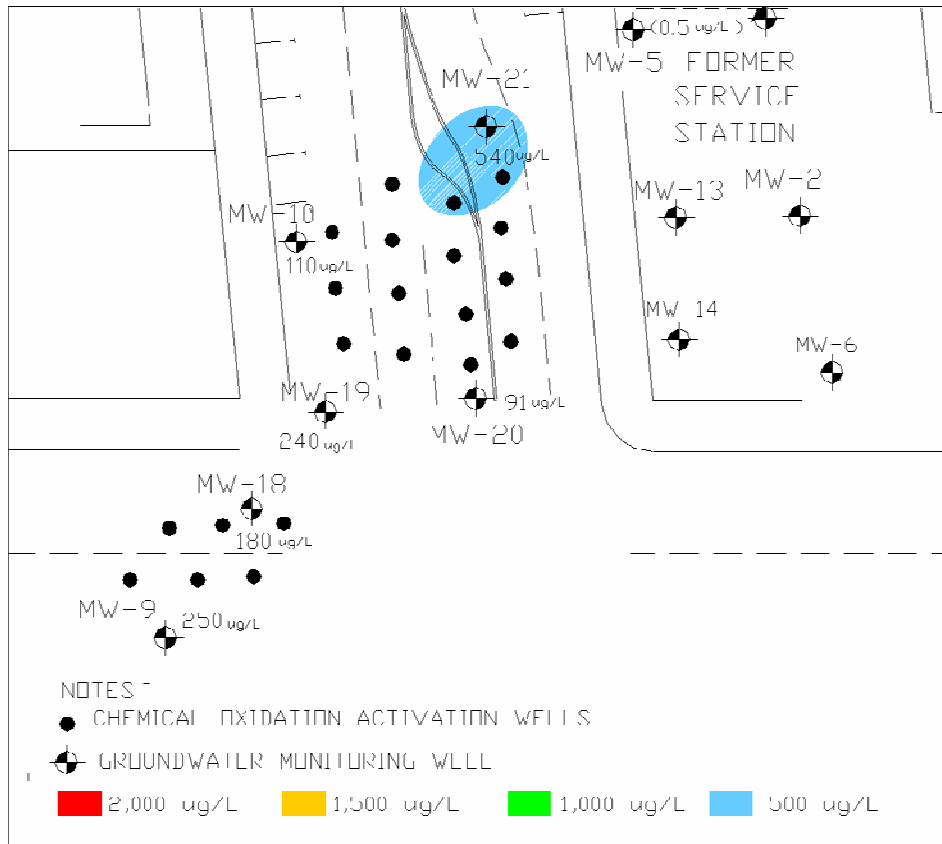 (0.5 ug/L)
MW-5 FORMER
SERVICE
STATION
MW-21
540 ug/L
MW-13
MW-2
MW-10
110 ug/L
MW 14
MW-6
MW-19
240 ug/L
91 ug/L
MW-20
MW-18
180 ug/L
MW-9
250 ug/L
NOTES
CHEMICAL OXIDATION ACTIVATION WELLS
GROUNDWATER MONITORING WELL
2,000 ug/L 1,500 ug/L 1,000 ug/L 500 ug/L